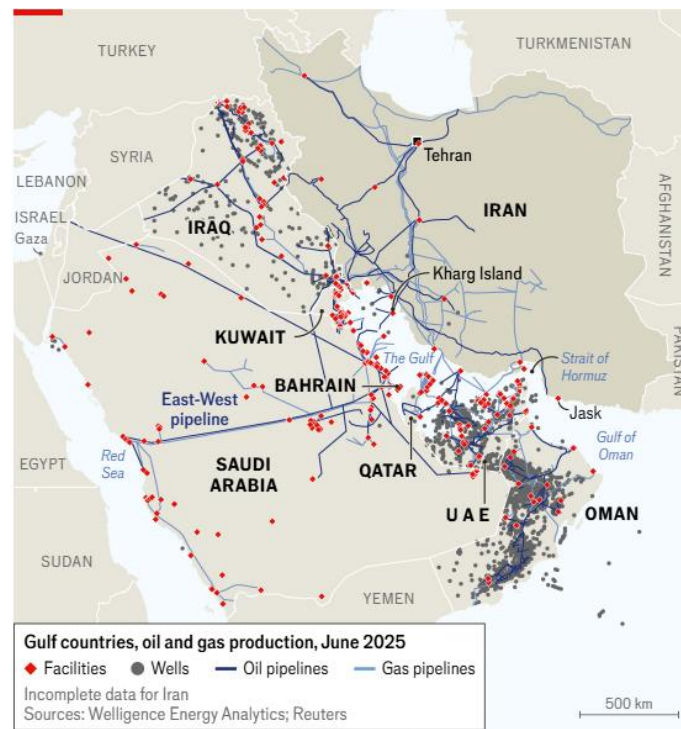 TURKEY
TURKMENISTAN
SYRIA
Tehran
LEBANON
ISRAEL
Gaza
IRAQ
IRAN
AFGHANISTAN
JORDAN
Kharg Island
KUWAIT
PAKISTAN
The Gulf
Strait of
Hormuz
BAHRAIN
East-West
pipeline
Jask
EGYPT
Red
Sea
SAUDI
ARABIA
QATAR
Gulf of
Oman
UAE
OMAN
SUDAN
YEMEN
Gulf countries, oil and gas production, June 2025
Facilities Wells Oil pipelines Gas pipelines
Incomplete data for Iran
Sources: Welligence Energy Analytics; Reuters
500 km